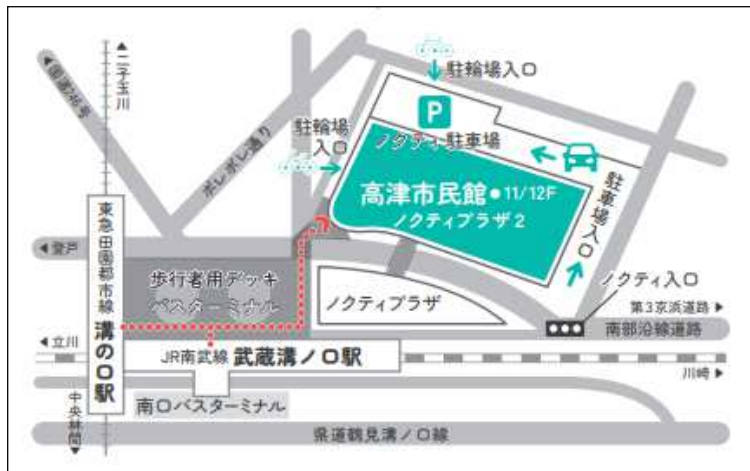 ▲二子玉川
◀国道246号
ポレポレ通り
駐輪場入口
P
ノクティ駐車場
駐輪場
入口
高津市民館●11/12F
ノクティプラザ2
駐車場入口
東急田園都市線
溝の口駅
◀登戸
歩行者用デッキ
バスターミナル
ノクティプラザ
ノクティ入口
第3京浜道路▶
南部沿線道路
◀立川
JR南武線 武蔵溝ノ口駅
川崎▶
中央林間▼
南口バスターミナル
県道鶴見溝ノ口線